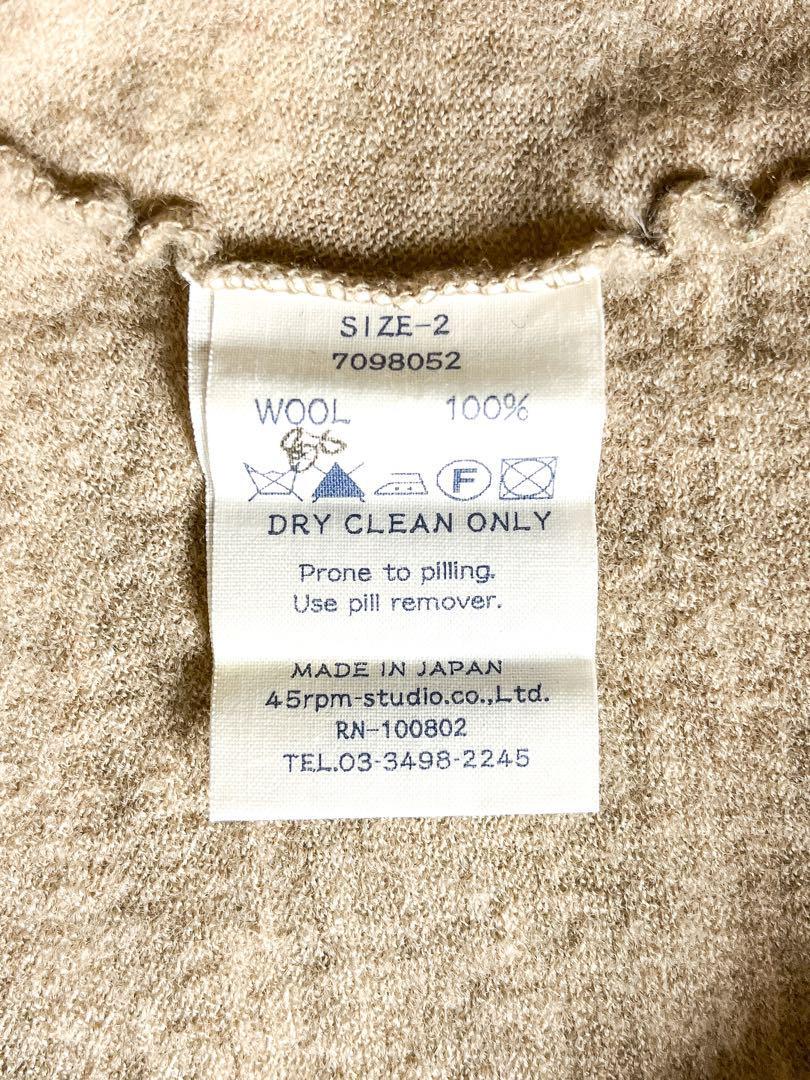 SIZE-2
7098052
WOOL 100%
F
DRY CLEAN ONLY
Prone to pilling.
Use pill remover.
MADE IN JAPAN
45rpm-studio.co.,Ltd.
RN-100802
TEL.03-3498-2245